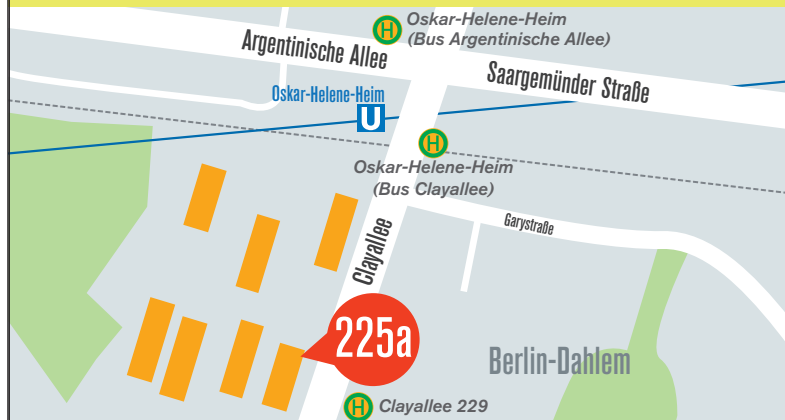 Oskar-Helene-Heim
(Bus Argentinische Allee)
Argentinische Allee
Saargemünder Straße
Oskar-Helene-Heim
U
H
H
Oskar-Helene-Heim
(Bus Clayallee)
Garystraße
Clayallee
225a
Berlin-Dahlem
H
Clayallee 229